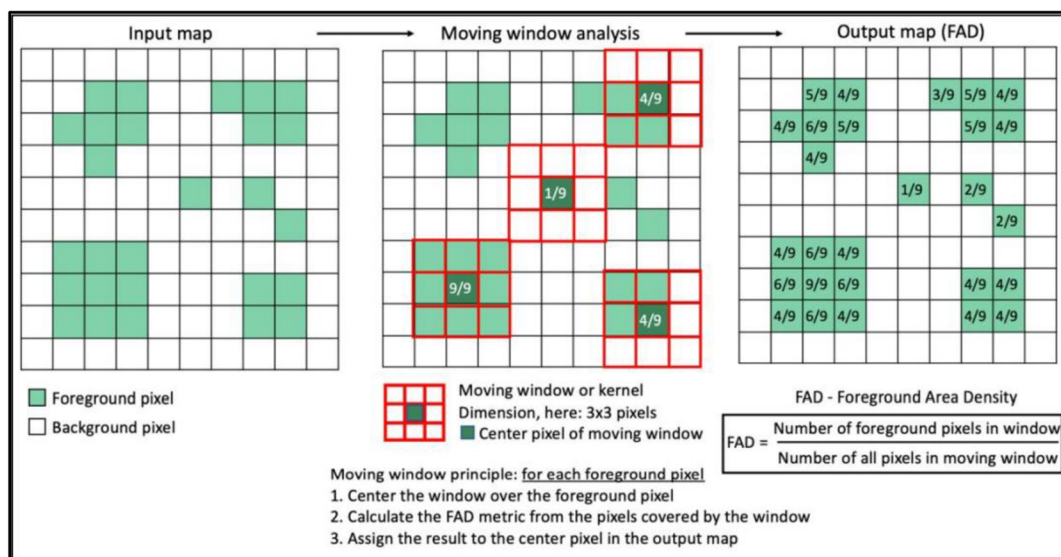 Input map
Moving window analysis
Output map (FAD)
4/9
1/9
9/9
4/9
5/9 4/9 3/9 5/9 4/9
4/9 6/9 5/9 5/9 4/9
4/9
1/9 2/9
2/9
4/9 6/9 4/9
6/9 9/9 6/9 4/9 4/9
4/9 6/9 4/9 4/9 4/9
Foreground pixel
Background pixel
Moving window or kernel
Dimension, here: 3x3 pixels
Center pixel of moving window
FAD - Foreground Area Density
FAD = Number of foreground pixels in window
Number of all pixels in moving window
Moving window principle: for each foreground pixel
1. Center the window over the foreground pixel
2. Calculate the FAD metric from the pixels covered by the window
3. Assign the result to the center pixel in the output map